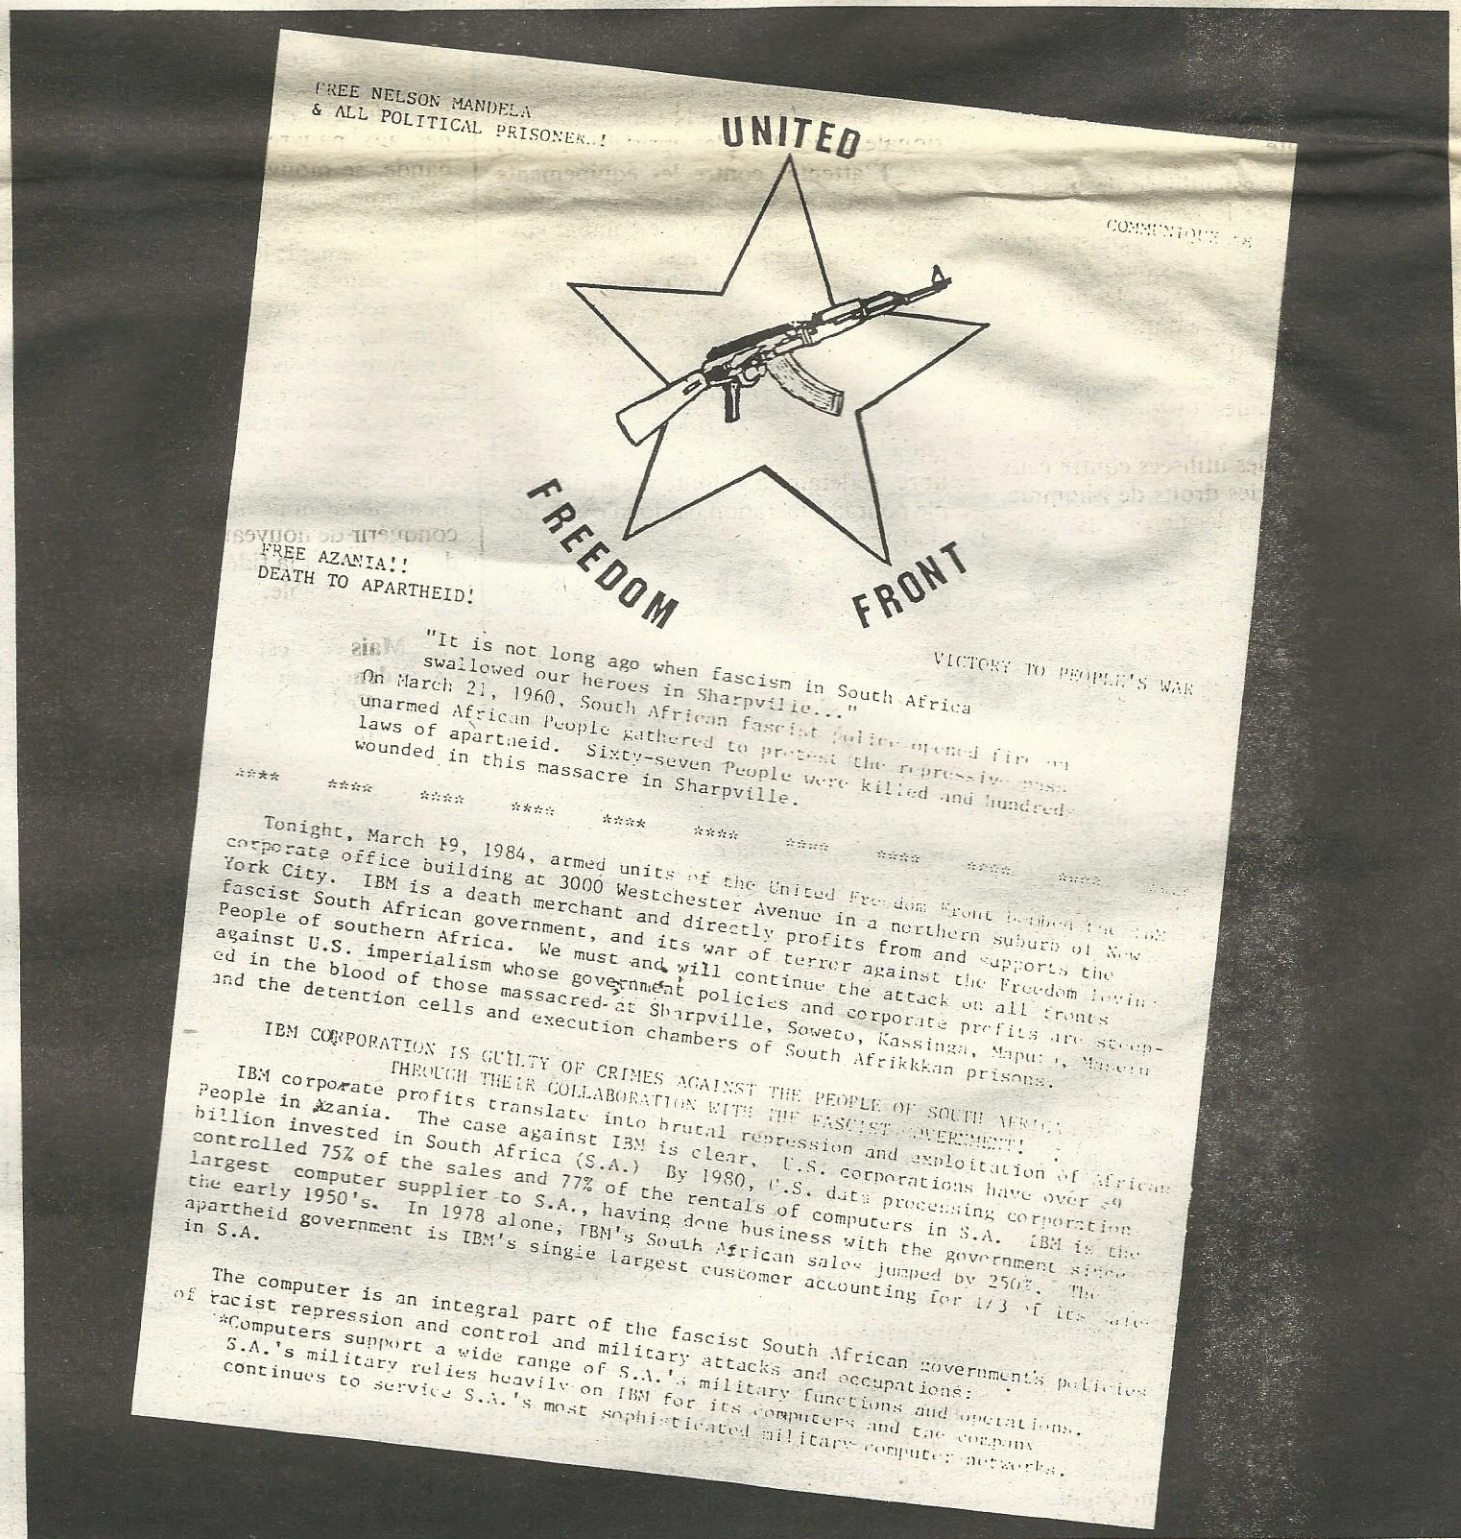 FREE NELSON MANDELA
& ALL POLITICAL PRISONER !
UNITED
COMMUNIQUE
FREEDOM
FRONT
FREE AZANIA!!
DEATH TO APARTHEID!
VICTORY TO PEOPLE'S WAR
"It is not long ago when fascism in South Africa
swallowed our heroes in Sharpville..."
On March 21, 1960, South African fascist police opened fire on
unarmed African People gathered to protest the repressive pass
laws of apartheid. Sixty-seven People were killed and hundred
wounded in this massacre in Sharpville.
**** **** **** **** **** **** **** **** **** ****
Tonight, March 19, 1984, armed units of the United Freedom Front bombed the IBM
corporate office building at 3000 Westchester Avenue in a northern suburb of New
York City. IBM is a death merchant and directly profits from and supports the
fascist South African government, and its war of terror against the Freedom lovin
People of southern Africa. We must and will continue the attack on all fronts
against U.S. imperialism whose government policies and corporate profits are steep-
ed in the blood of those massacred at Sharpville, Soweto, Kassinga, Maputo, Maseru
and the detention cells and execution chambers of South Afrikkkan prisons.
IBM CORPORATION IS GUILTY OF CRIMES AGAINST THE PEOPLE OF SOUTH AFRICA
THROUGH THEIR COLLABORATION WITH THE FASCIST GOVERNMENT!
IBM corporate profits translate into brutal repression and exploitation of African
People in Azania. The case against IBM is clear, U.S. corporations have over $9
billion invested in South Africa (S.A.) By 1980, U.S. data processing corporation
controlled 75% of the sales and 77% of the rentals of computers in S.A. IBM is the
largest computer supplier to S.A., having done business with the government since
the early 1950's. In 1978 alone, IBM's South African sales jumped by 250%. The
apartheid government is IBM's single largest customer accounting for 1/3 of its sale
in S.A.
The computer is an integral part of the fascist South African government's policies
of racist repression and control and military attacks and occupations:
*Computers support a wide range of S.A.'s military functions and operations.
S.A.'s military relies heavily on IBM for its computers and the company
continues to service S.A.'s most sophisticated military computer networks.